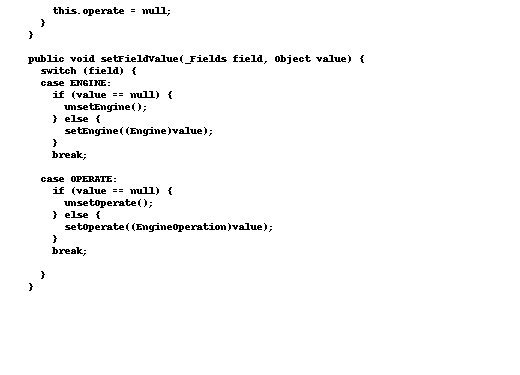 this.operate = null;
}
}
public void setFieldValue(_Fields field, Object value) {
switch (field) {
case ENGINE:
if (value == null) {
unsetEngine();
} else {
setEngine((Engine)value);
}
break;
case OPERATE:
if (value == null) {
unsetOperate();
} else {
setOperate((EngineOperation)value);
}
break;
}
}